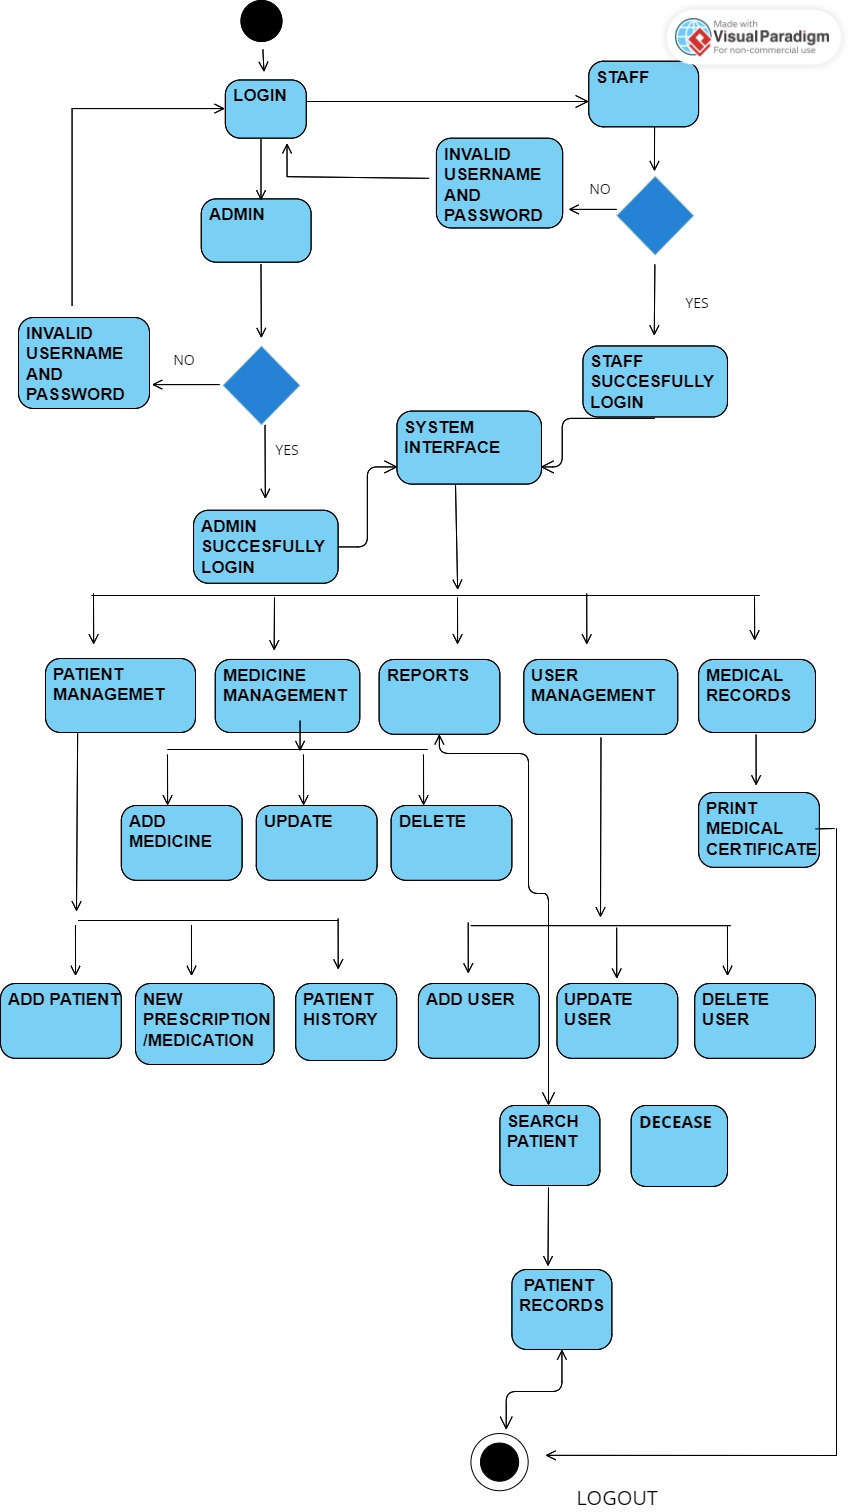 Made with
Visual Paradigm
For non-commercial use
LOGIN
STAFF
INVALID
USERNAME
AND
PASSWORD
NO
ADMIN
YES
INVALID
USERNAME
AND
PASSWORD
NO
STAFF
SUCCESFULLY
LOGIN
YES
SYSTEM
INTERFACE
ADMIN
SUCCESFULLY
LOGIN
PATIENT
MANAGEMET
MEDICINE
MANAGEMENT
REPORTS
USER
MANAGEMENT
MEDICAL
RECORDS
ADD
MEDICINE
UPDATE
DELETE
PRINT
MEDICAL
CERTIFICATE
ADD PATIENT
NEW
PRESCRIPTION
/MEDICATION
PATIENT
HISTORY
ADD USER
UPDATE
USER
DELETE
USER
SEARCH
PATIENT
DECEASE
PATIENT
RECORDS
LOGOUT